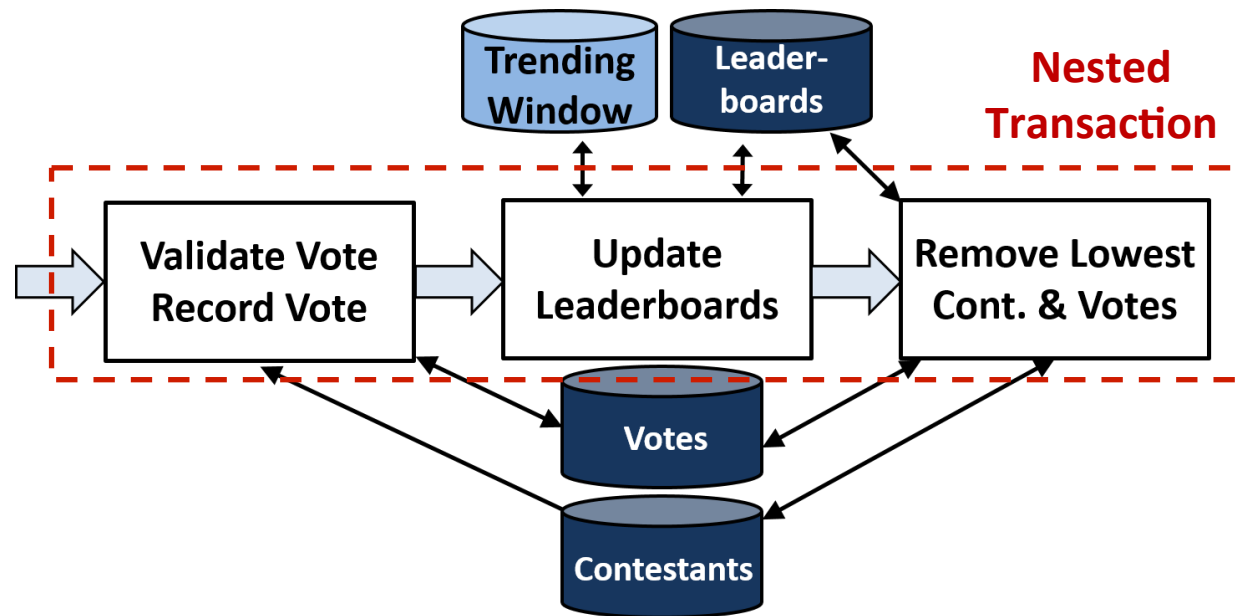 Trending
Window
Leader-
boards
Nested
Transaction
Validate Vote
Record Vote
Update
Leaderboards
Remove Lowest
Cont. & Votes
Votes
Contestants